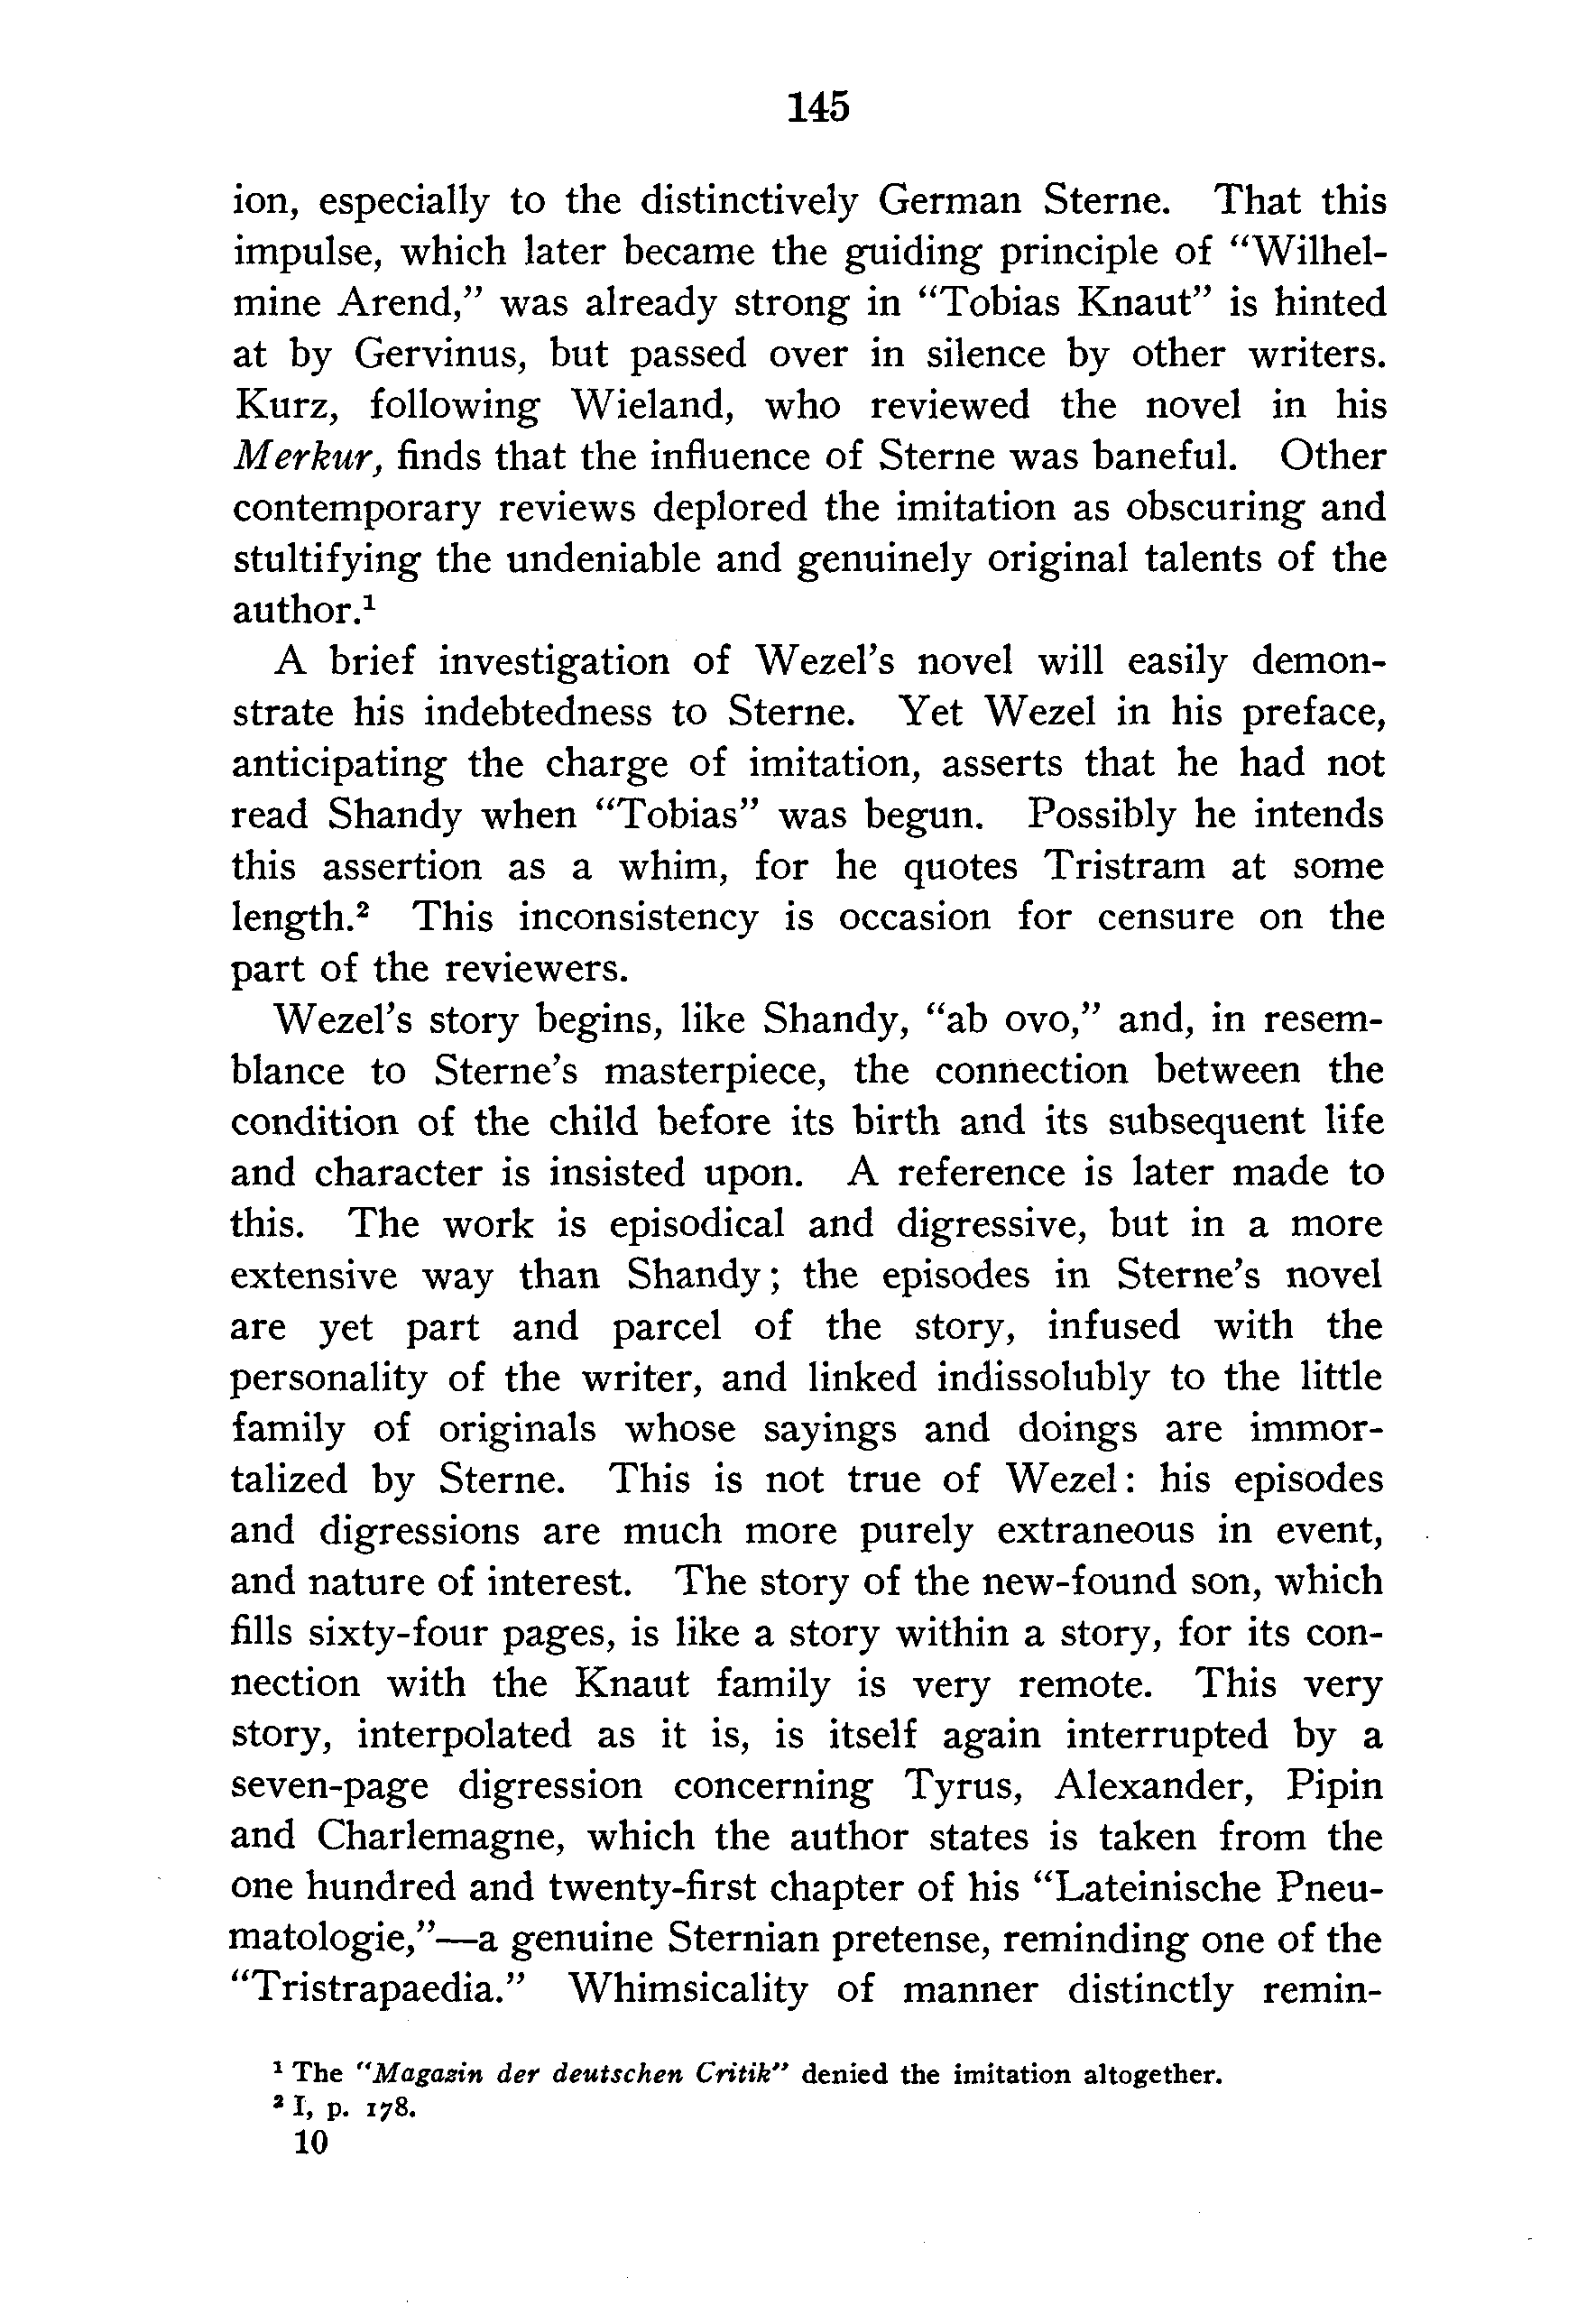 145
ion, especially to the distinctively German Sterne. That this
impulse, which later became the guiding principle of “Wilhel-
mine Arend,” was already strong in “Tobias Knaut” is hinted
at by Gervinus, but passed over in silence by other writers.
Kurz, following Wieland, who reviewed the novel in his
Merkur, finds that the influence of Sterne was baneful. Other
contemporary reviews deplored the imitation as obscuring and
stultifying the undeniable and genuinely original talents of the
author.¹
A brief investigation of Wezel’s novel will easily demon-
strate his indebtedness to Sterne. Yet Wezel in his preface,
anticipating the charge of imitation, asserts that he had not
read Shandy when “Tobias” was begun. Possibly he intends
this assertion as a whim, for he quotes Tristram at some
length.² This inconsistency is occasion for censure on the
part of the reviewers.
Wezel’s story begins, like Shandy, “ab ovo,” and, in resem-
blance to Sterne’s masterpiece, the connection between the
condition of the child before its birth and its subsequent life
and character is insisted upon. A reference is later made to
this. The work is episodical and digressive, but in a more
extensive way than Shandy; the episodes in Sterne’s novel
are yet part and parcel of the story, infused with the
personality of the writer, and linked indissolubly to the little
family of originals whose sayings and doings are immor-
talized by Sterne. This is not true of Wezel: his episodes
and digressions are much more purely extraneous in event,
and nature of interest. The story of the new-found son, which
fills sixty-four pages, is like a story within a story, for its con-
nection with the Knaut family is very remote. This very
story, interpolated as it is, is itself again interrupted by a
seven-page digression concerning Tyrus, Alexander, Pipin
and Charlemagne, which the author states is taken from the
one hundred and twenty-first chapter of his “Lateinische Pneu-
matologie,”—a genuine Sternian pretense, reminding one of the
“Tristrapaedia.” Whimsicality of manner distinctly remin-
¹ The “Magazin der deutschen Critik” denied the imitation altogether.
² I, p. 178.
10